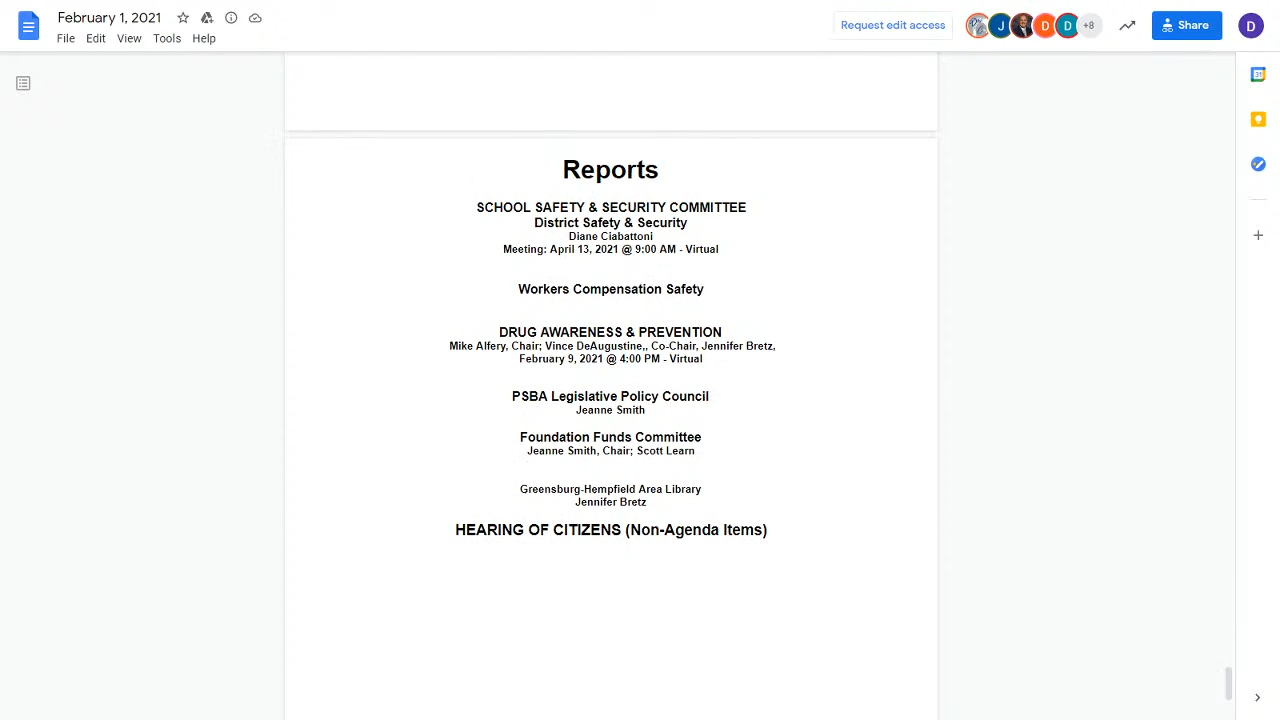 February 1, 2021
File Edit View Tools Help
Request edit access
J
D
D
+8
Share
D
31
Reports
SCHOOL SAFETY & SECURITY COMMITTEE
District Safety & Security
Diane Ciabattoni
Meeting: April 13, 2021 @ 9:00 AM - Virtual
Workers Compensation Safety
DRUG AWARENESS & PREVENTION
Mike Alfery, Chair; Vince DeAugustine,, Co-Chair, Jennifer Bretz,
February 9, 2021 @ 4:00 PM - Virtual
PSBA Legislative Policy Council
Jeanne Smith
Foundation Funds Committee
Jeanne Smith, Chair; Scott Learn
Greensburg-Hempfield Area Library
Jennifer Bretz
HEARING OF CITIZENS (Non-Agenda Items)